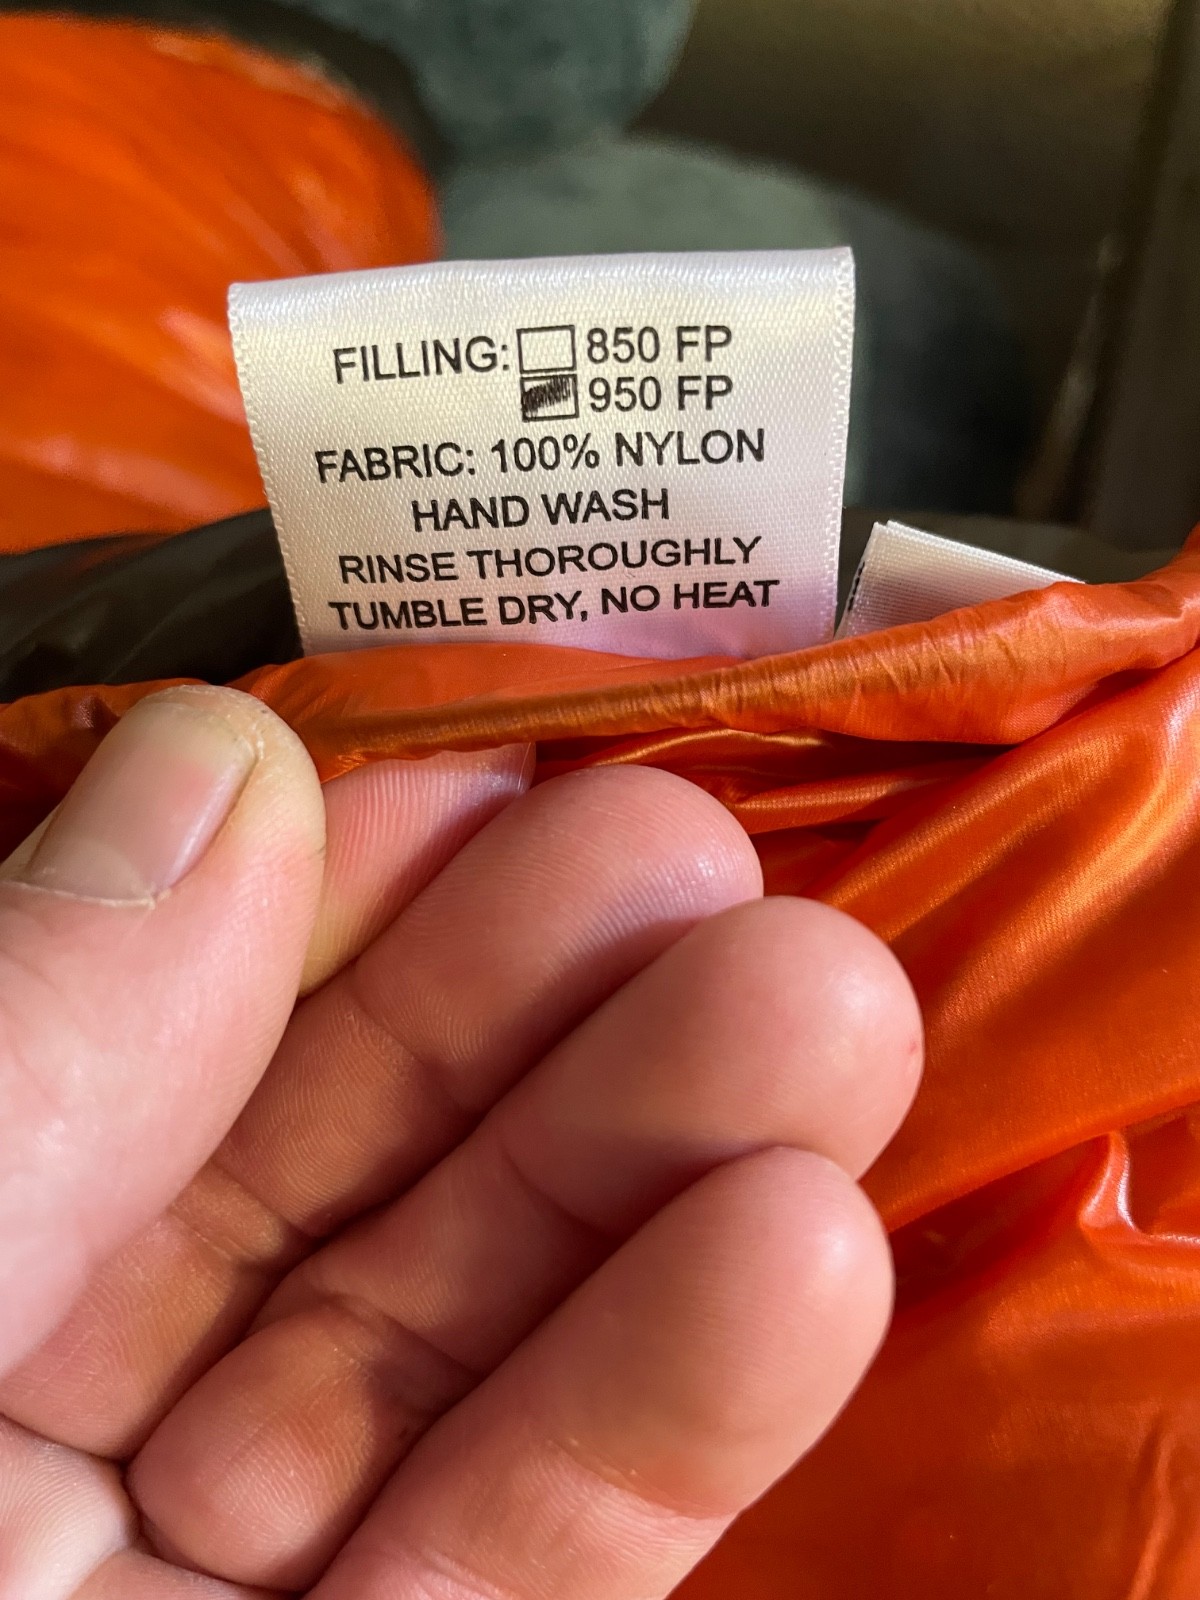 FILLING: 850 FP
950 FP
FABRIC: 100% NYLON
HAND WASH
RINSE THOROUGHLY
TUMBLE DRY, NO HEAT